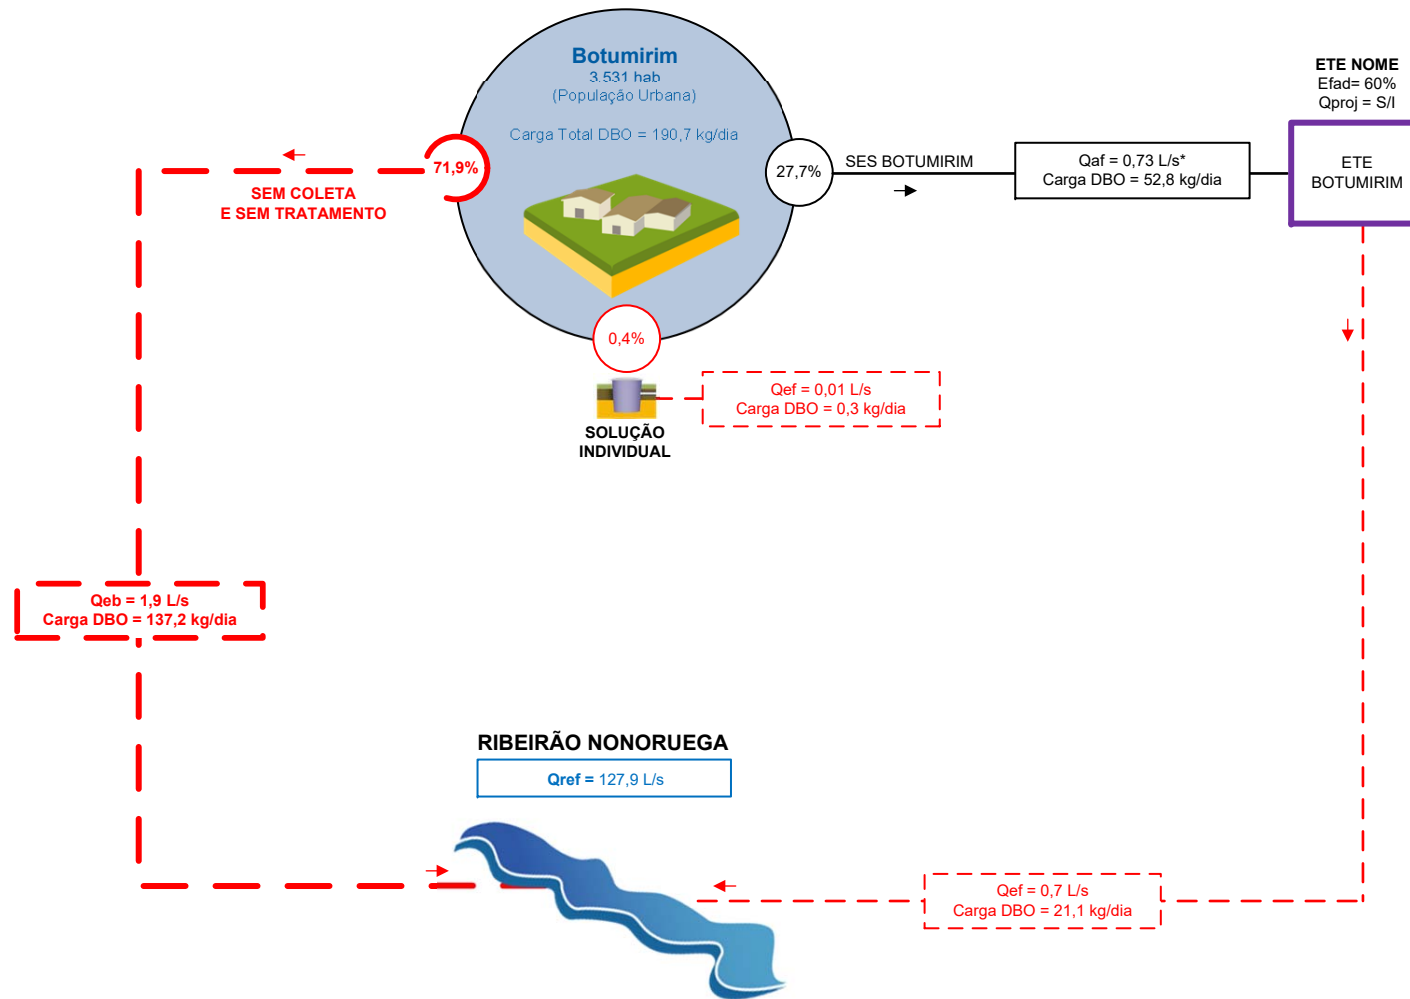 Botumirim
3.531 hab
(População Urbana)
Carga Total DBO = 190,7 kg/dia
71,9%
SEM COLETA
E SEM TRATAMENTO
27,7%
SES BOTUMIRIM
Qaf = 0,73 L/s*
Carga DBO = 52,8 kg/dia
ETE NOME
Efad= 60%
Qproj = S/I
ETE
BOTUMIRIM
0,4%
SOLUÇÃO
INDIVIDUAL
Qef = 0,01 L/s
Carga DBO = 0,3 kg/dia
Qeb = 1,9 L/s
Carga DBO = 137,2 kg/dia
RIBEIRÃO NONORUEGA
Qref = 127,9 L/s
Qef = 0,7 L/s
Carga DBO = 21,1 kg/dia